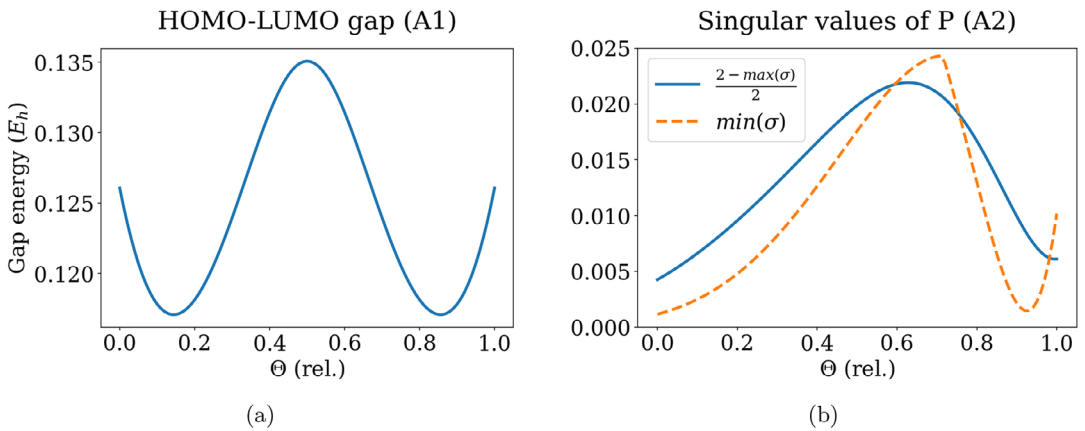 HOMO-LUMO gap (A1)
Gap energy (E_h)
0.135
0.130
0.125
0.120
0.0 0.2 0.4 0.6 0.8 1.0
Θ (rel.)
(a)
Singular values of P (A2)
0.025
0.020
0.015
0.010
0.005
0.000
2 − max(σ)
2
min(σ)
0.0 0.2 0.4 0.6 0.8 1.0
Θ (rel.)
(b)